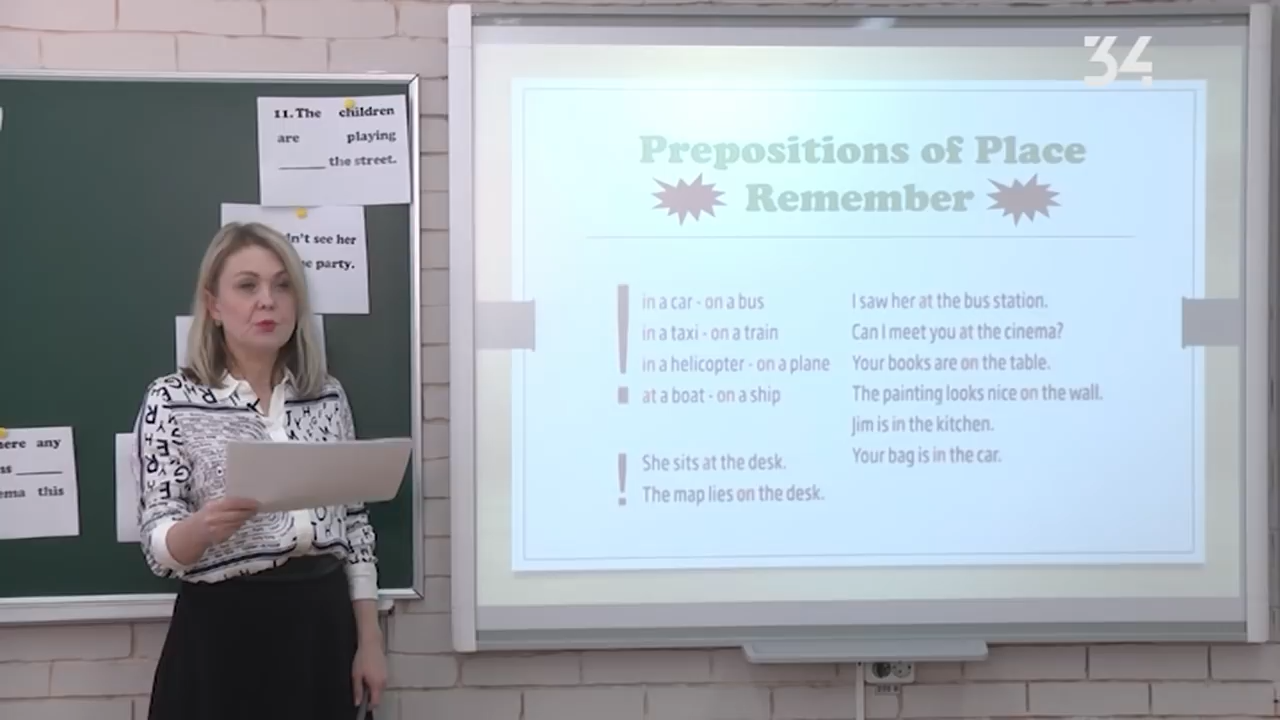 34
11. The children
are playing
______ the street.
see her
party.
any
______
this
Prepositions of Place
Remember
! in a car - on a bus
in a taxi - on a train
in a helicopter - on a plane
at a boat - on a ship
! She sits at the desk.
The map lies on the desk.
I saw her at the bus station.
Can I meet you at the cinema?
Your books are on the table.
The painting looks nice on the wall.
Jim is in the kitchen.
Your bag is in the car.